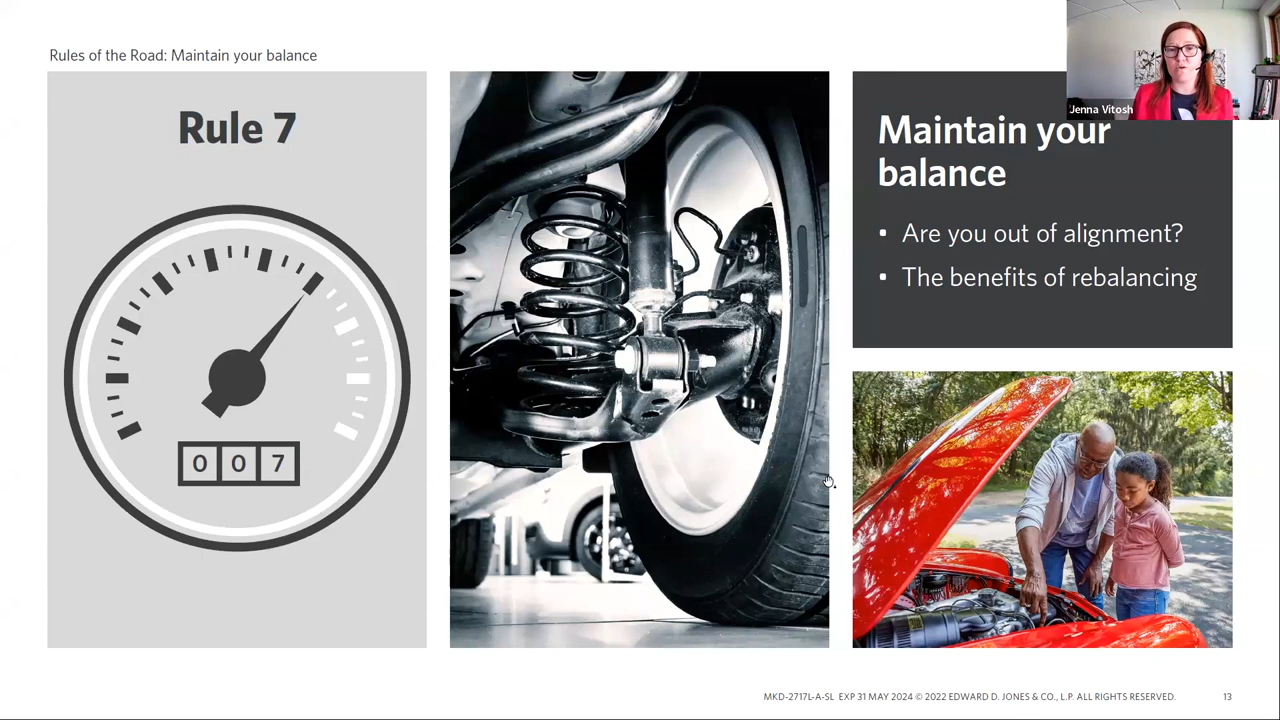 Rules of the Road: Maintain your balance
Jenna Vitosh
Rule 7
0 0 7
Maintain your
balance
▪ Are you out of alignment?
▪ The benefits of rebalancing
MKD-2717L-A-SL EXP 31 MAY 2024 © 2022 EDWARD D. JONES & CO., L.P. ALL RIGHTS RESERVED.
13